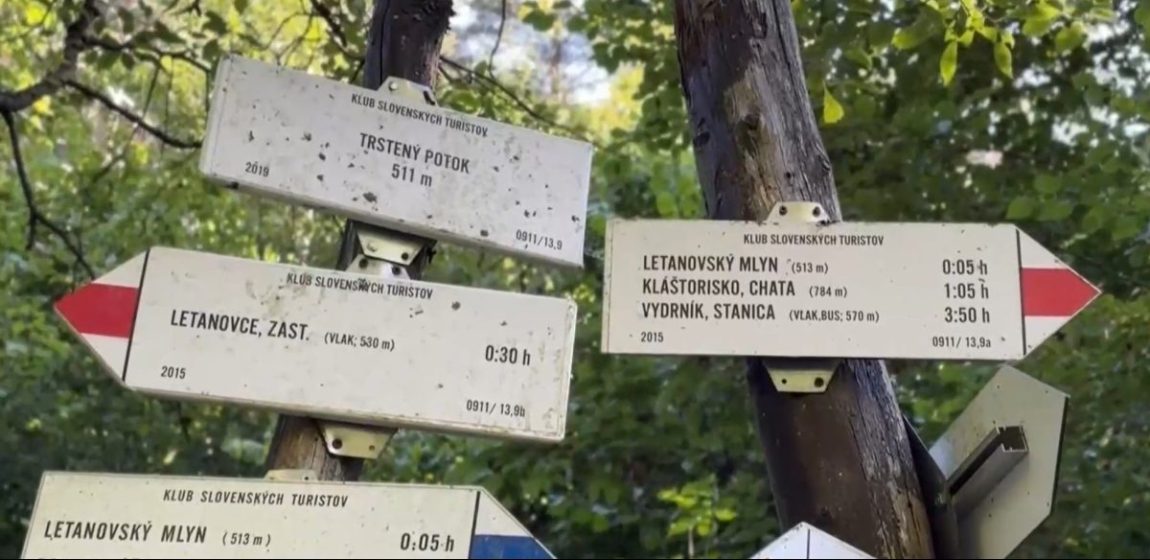 KLUB SLOVENSKÝCH TURISTOV
TRSTENÝ POTOK
511 m
2019
0911/13,9
KLUB SLOVENSKÝCH TURISTOV
LETANOVCE, ZAST. (VLAK; 530 m) 0:30 h
2015
0911/ 13,9b
KLUB SLOVENSKÝCH TURISTOV
LETANOVSKÝ MLYN (513 m) 0:05 h
KLUB SLOVENSKÝCH TURISTOV
LETANOVSKÝ MLYN (513 m) 0:05 h
KLÁŠTORISKO, CHATA (784 m) 1:05 h
VYDRNÍK, STANICA (VLAK,BUS; 570 m) 3:50 h
2015
0911/ 13,9a